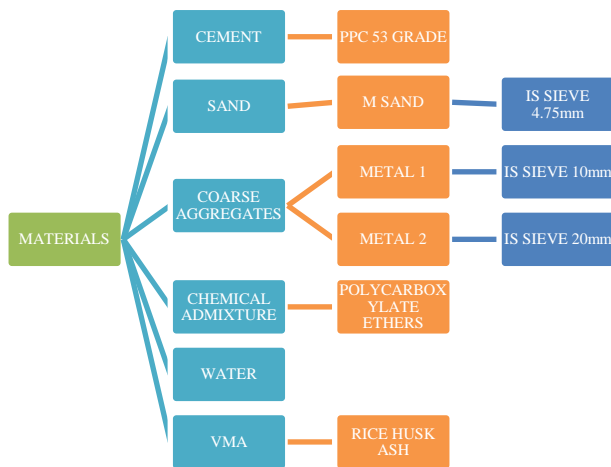 CEMENT
PPC 53 GRADE
SAND
M SAND
IS SIEVE
4.75mm
COARSE
AGGREGATES
METAL 1
IS SIEVE 10mm
METAL 2
IS SIEVE 20mm
MATERIALS
CHEMICAL
ADMIXTURE
POLYCARBOX
YLATE
ETHERS
WATER
VMA
RICE HUSK
ASH